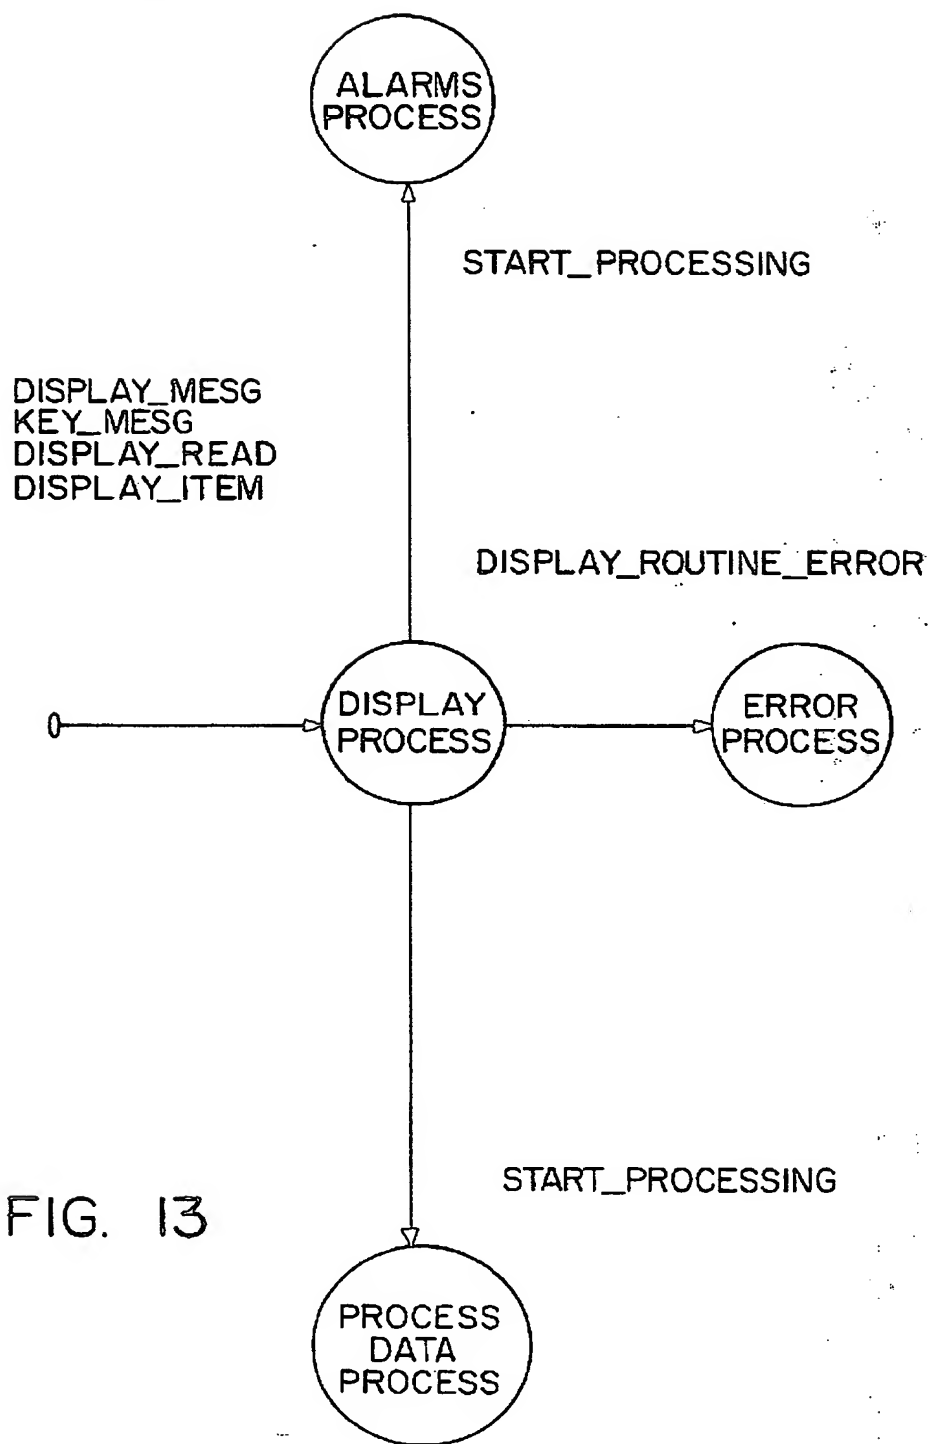 ALARMS
PROCESS
START_PROCESSING
DISPLAY_MESG
KEY_MESG
DISPLAY_READ
DISPLAY_ITEM
DISPLAY_ROUTINE_ERROR
DISPLAY
PROCESS
ERROR
PROCESS
START_PROCESSING
FIG. 13
PROCESS
DATA
PROCESS